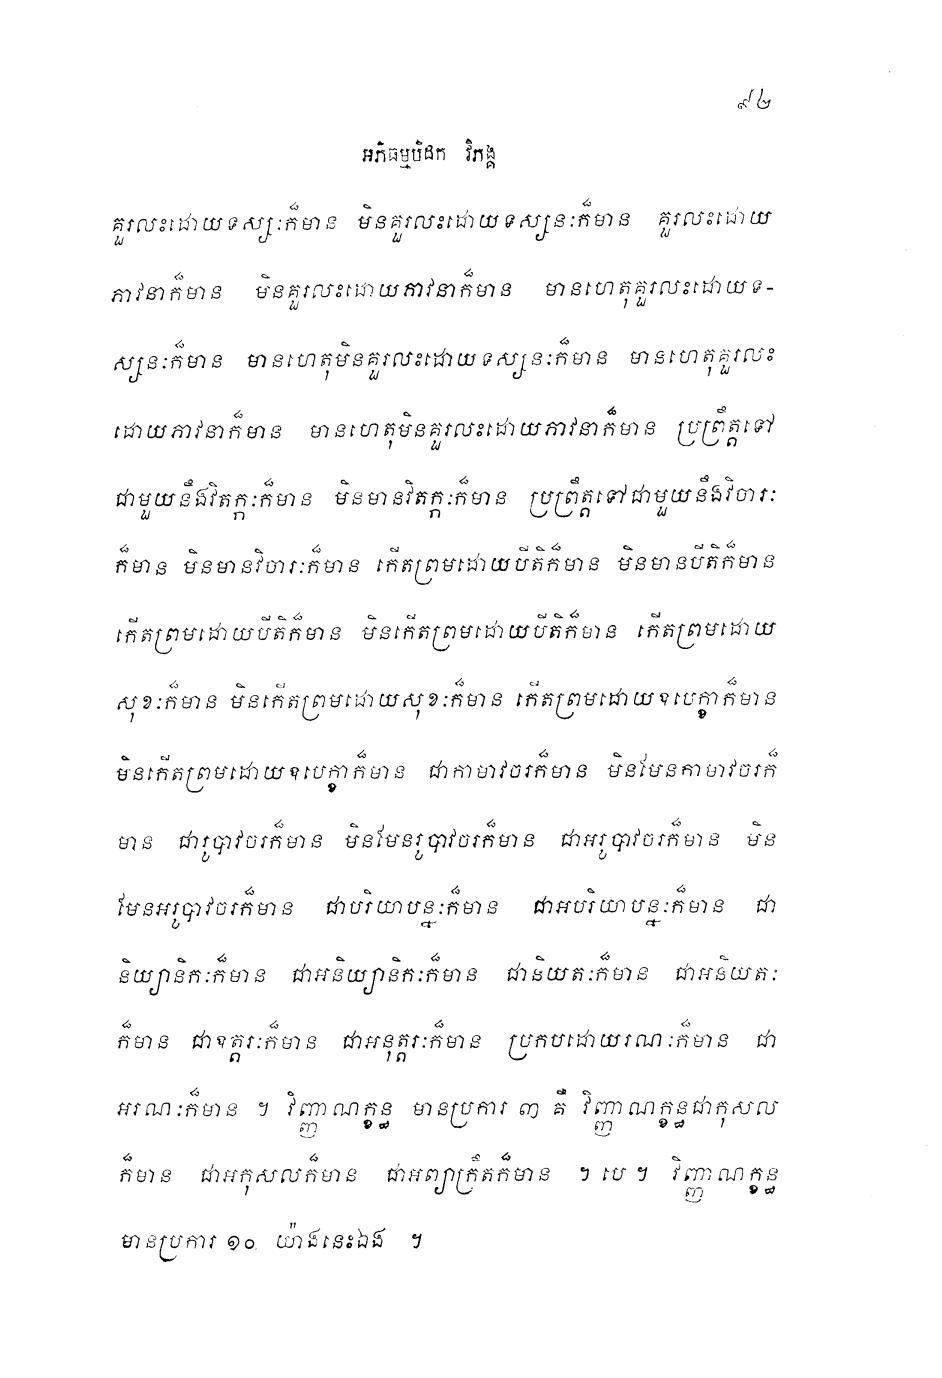 ៩២
អភិធម្មបិដក វិភង្គ
គួរលះដោយទស្សៈក៏មាន មិនគួរលះដោយទស្សនៈក៏មាន គួរលះដោយ
ភាវនាក៏មាន មិនគួរលះដោយភាវនាក៏មាន មានហេតុគួរលះដោយទ-
ស្សនៈក៏មាន មានហេតុមិនគួរលះដោយទស្សនៈក៏មាន មានហេតុគួរលះ
ដោយភាវនាក៏មាន មានហេតុមិនគួរលះដោយភាវនាក៏មាន ប្រព្រឹត្តទៅ
ជាមួយនឹងវិតក្កៈក៏មាន មិនមានវិតក្កៈក៏មាន ប្រព្រឹត្តទៅជាមួយនឹងវិចារៈ
ក៏មាន មិនមានវិចារៈក៏មាន កើតព្រមដោយបីតិក៏មាន មិនមានបីតិក៏មាន
កើតព្រមដោយបីតិក៏មាន មិនកើតព្រមដោយបីតិក៏មាន កើតព្រមដោយ
សុខៈក៏មាន មិនកើតព្រមដោយសុខៈក៏មាន កើតព្រមដោយឧបេក្ខាក៏មាន
មិនកើតព្រមដោយឧបេក្ខាក៏មាន ជាកាមាវចរក៏មាន មិនមែនកាមាវចរក៏
មាន ជារូបាវចរក៏មាន មិនមែនរូបាវចរក៏មាន ជាអរូបាវចរក៏មាន មិន
មែនអរូបាវចរក៏មាន ជាបរិយាបន្នៈក៏មាន ជាអបរិយាបន្នៈក៏មាន ជា
និយ្យានិកៈក៏មាន ជាអនិយ្យានិកៈក៏មាន ជានិយតៈក៏មាន ជាអនិយតៈ
ក៏មាន ជាឧត្តរៈក៏មាន ជាអនុត្តរៈក៏មាន ប្រកបដោយរណៈក៏មាន ជា
អរណៈក៏មាន ។ វិញ្ញាណក្ខន្ធ មានប្រការ ៣ គឺ វិញ្ញាណក្ខន្ធជាកុសល
ក៏មាន ជាអកុសលក៏មាន ជាអព្យាក្រឹតក៏មាន ។ បេ ។ វិញ្ញាណក្ខន្ធ
មានប្រការ ១០ យ៉ាងនេះឯង ។